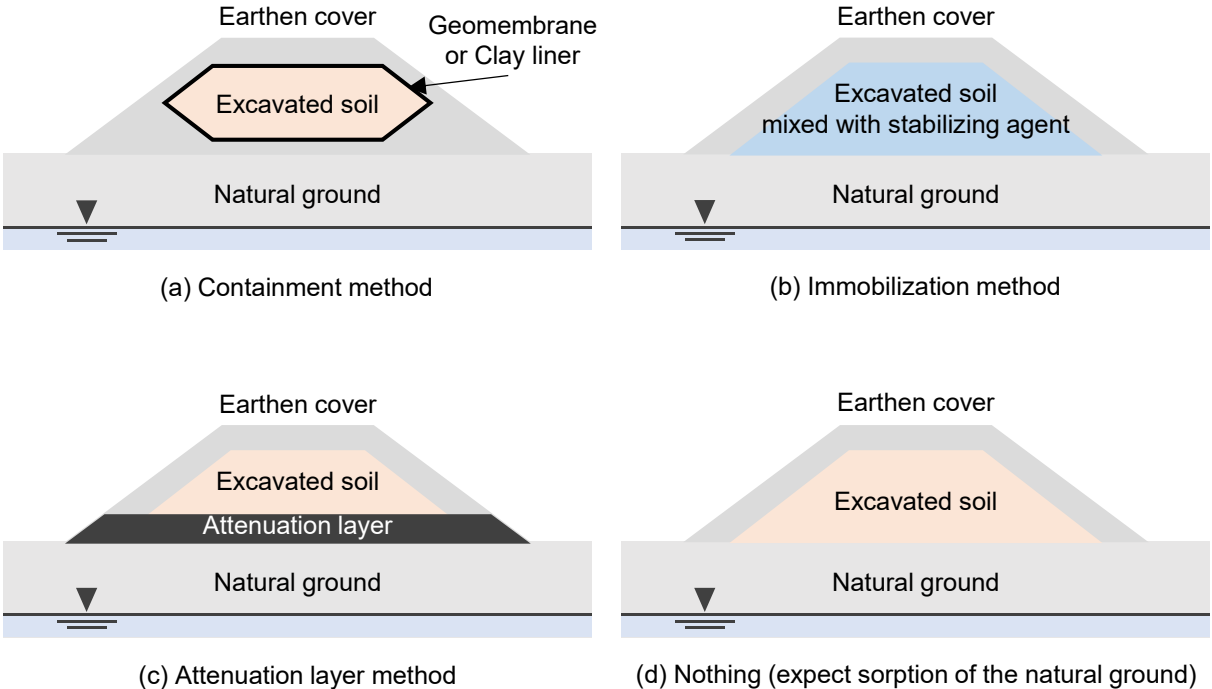 Earthen cover
Geomembrane
or Clay liner
Excavated soil
Natural ground
(a) Containment method
Earthen cover
Excavated soil
mixed with stabilizing agent
Natural ground
(b) Immobilization method
Earthen cover
Excavated soil
Attenuation layer
Natural ground
(c) Attenuation layer method
Earthen cover
Excavated soil
Natural ground
(d) Nothing (expect sorption of the natural ground)